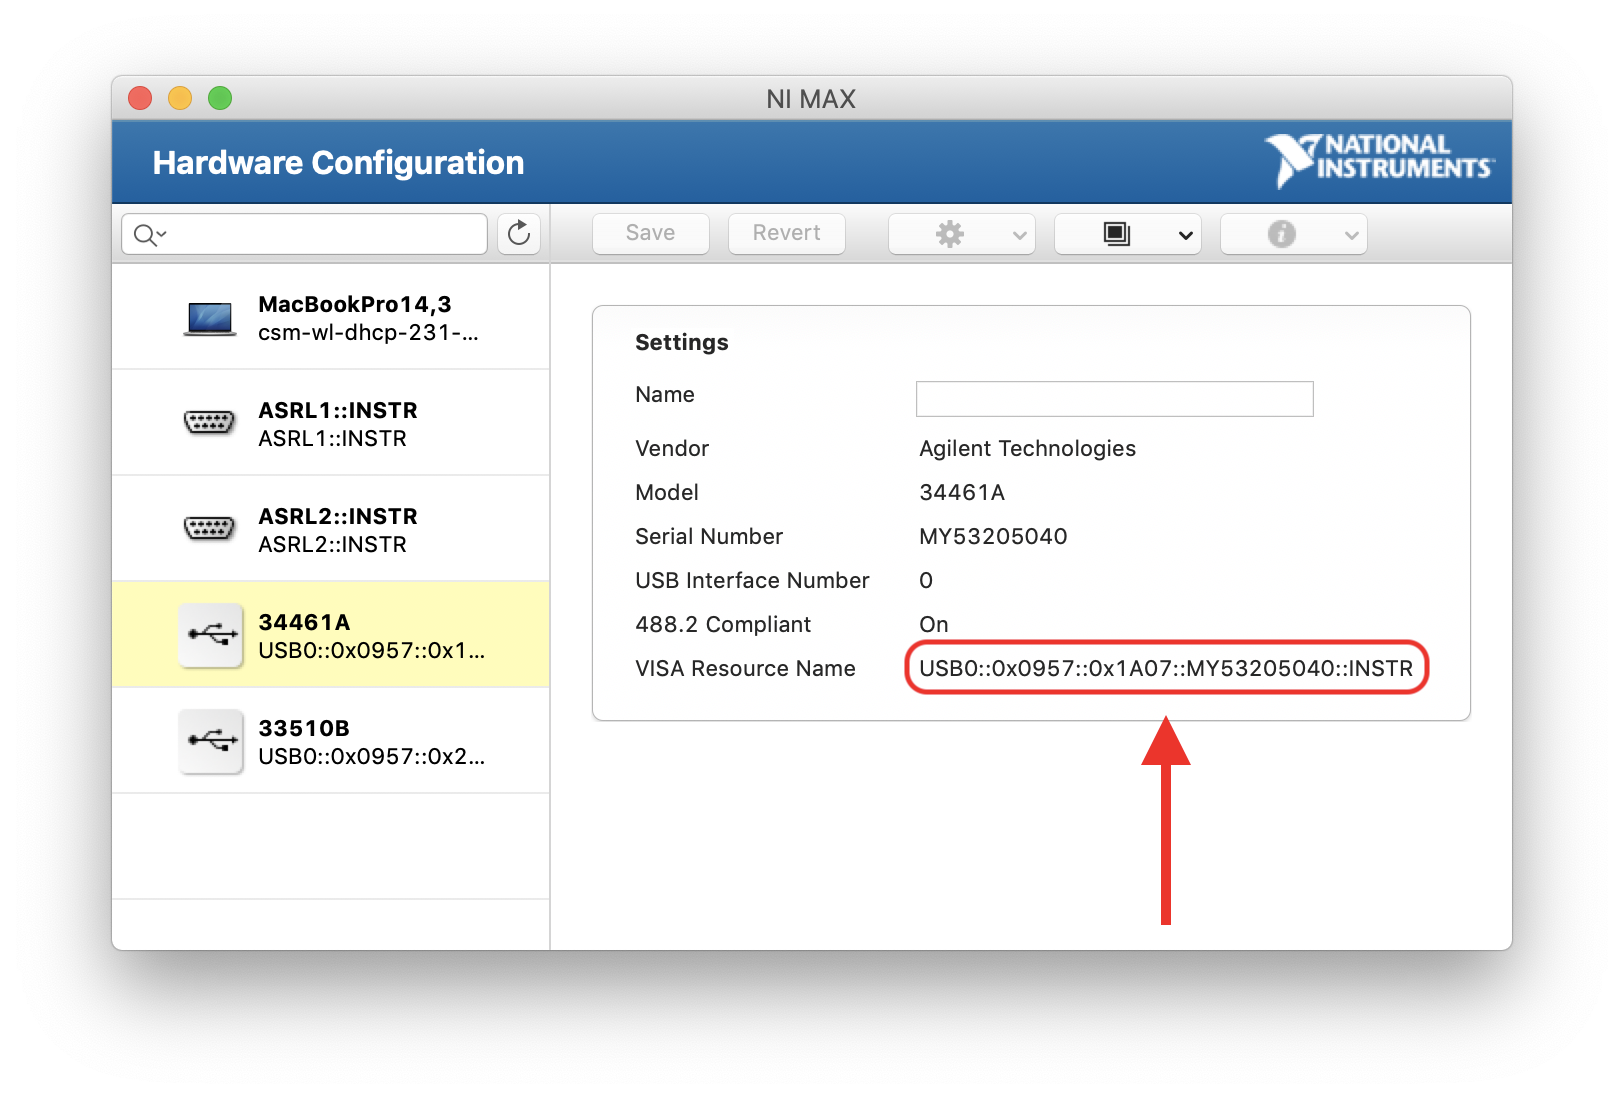 NI MAX
Hardware Configuration
NATIONAL
INSTRUMENTS
Save
Revert
MacBookPro14,3
csm-wl-dhcp-231-...
ASRL1::INSTR
ASRL1::INSTR
ASRL2::INSTR
ASRL2::INSTR
34461A
USB0::0x0957::0x1...
33510B
USB0::0x0957::0x2...
Settings
Name
Vendor Agilent Technologies
Model 34461A
Serial Number MY53205040
USB Interface Number 0
488.2 Compliant On
VISA Resource Name USB0::0x0957::0x1A07::MY53205040::INSTR